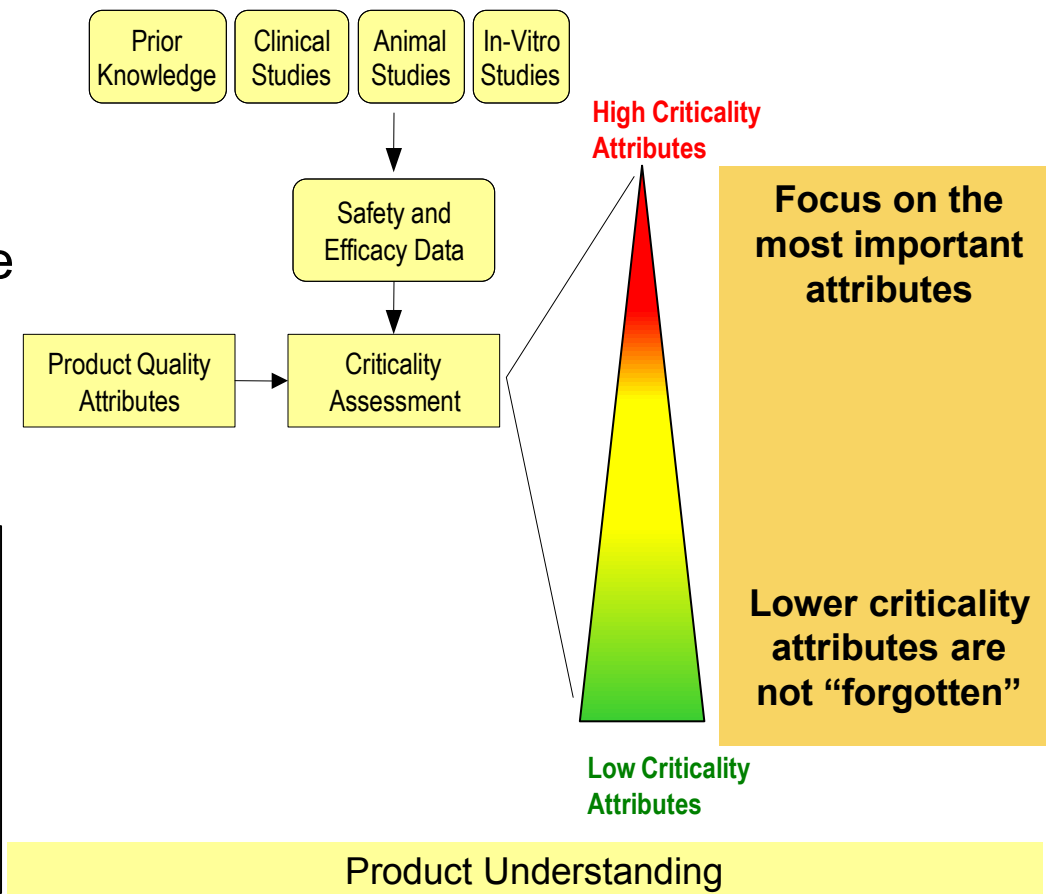 Prior
Knowledge
Clinical
Studies
Animal
Studies
In-Vitro
Studies
High Criticality
Attributes
Safety and
Efficacy Data
Focus on the
most important
attributes
e
Product Quality
Attributes
Criticality
Assessment
Lower criticality
attributes are
not “forgotten”
Low Criticality
Attributes
Product Understanding